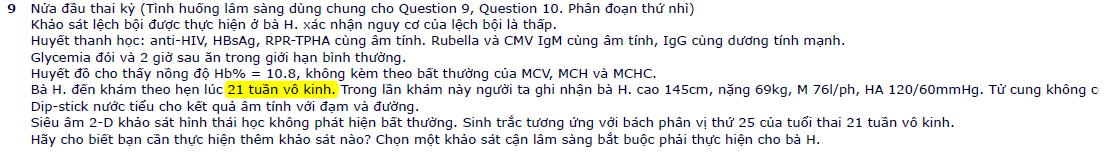 9 Nửa đầu thai kỳ (Tình huống lâm sàng dùng chung cho Question 9, Question 10. Phân đoạn thứ nhì)
Khảo sát lệch bội được thực hiện ở bà H. xác nhận nguy cơ của lệch bội là thấp.
Huyết thanh học: anti-HIV, HBsAg, RPR-TPHA cùng âm tính. Rubella và CMV IgM cùng âm tính, IgG cùng dương tính mạnh.
Glycemia đói và 2 giờ sau ăn trong giới hạn bình thường.
Huyết đồ cho thấy nồng độ Hb% = 10.8, không kèm theo bất thường của MCV, MCH và MCHC.
Bà H. đến khám theo hẹn lúc 21 tuần vô kinh. Trong lần khám này người ta ghi nhận bà H. cao 145cm, nặng 69kg, M 76l/ph, HA 120/60mmHg. Tử cung không c
Dip-stick nước tiểu cho kết quả âm tính với đạm và đường.
Siêu âm 2-D khảo sát hình thái học không phát hiện bất thường. Sinh trắc tương ứng với bách phân vị thứ 25 của tuổi thai 21 tuần vô kinh.
Hãy cho biết bạn cần thực hiện thêm khảo sát nào? Chọn một khảo sát cận lâm sàng bắt buộc phải thực hiện cho bà H.